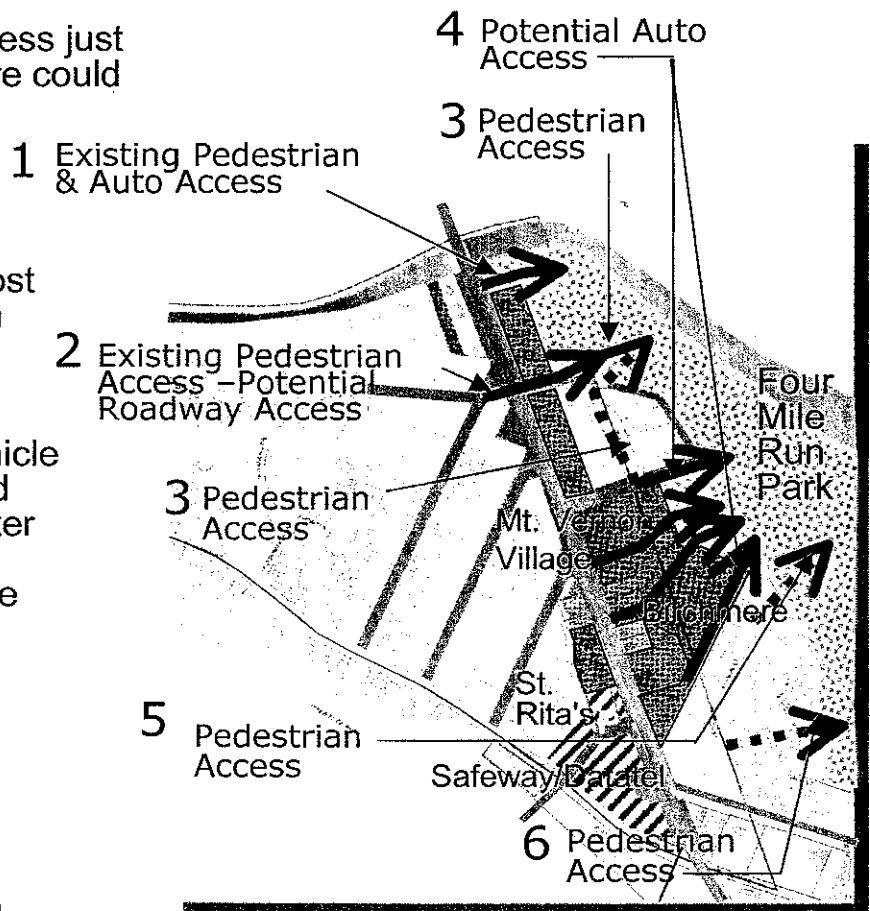 ess just
e could
ost
nicle
d
ter
e
4 Potential Auto
Access
3 Pedestrian
Access
1 Existing Pedestrian
& Auto Access
2 Existing Pedestrian
Access –Potential
Roadway Access
Four
Mile
Run
Park
3 Pedestrian
Access
Mt. Vernon
Village
Birchmere
St.
Rita's
5
Pedestrian
Access
Safeway/Datatel
6 Pedestrian
Access